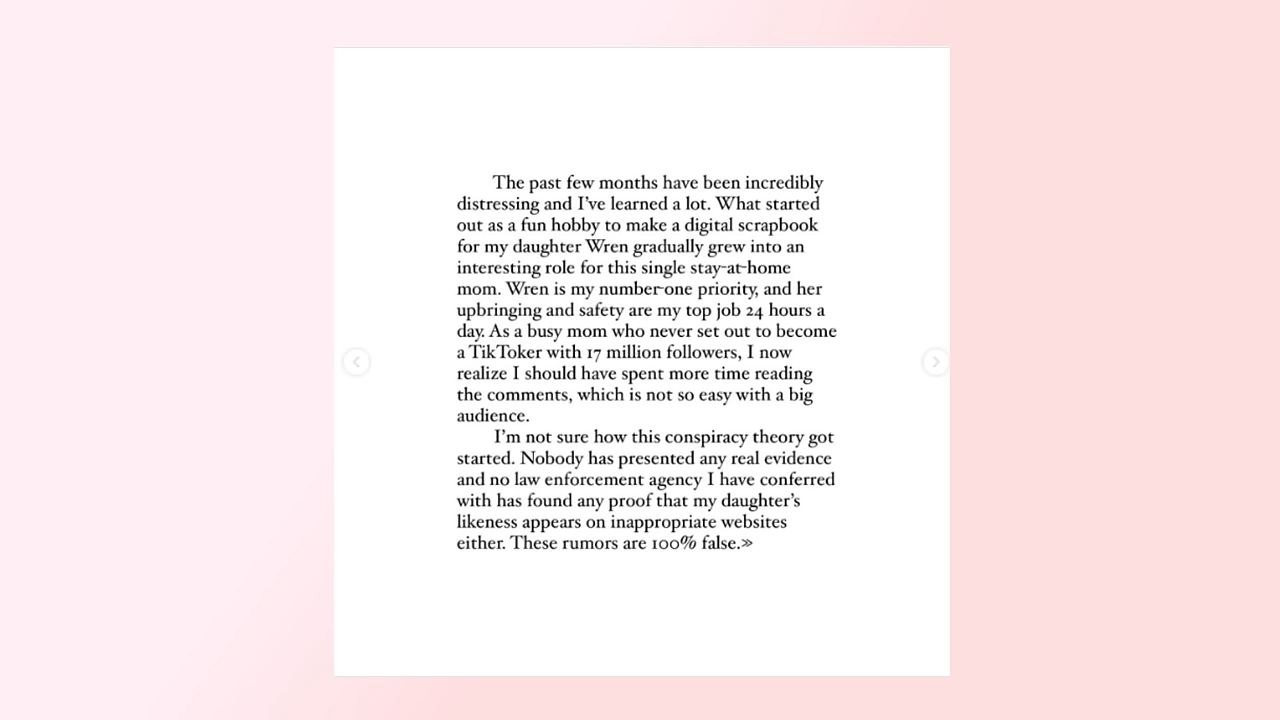 The past few months have been incredibly
distressing and I've learned a lot. What started
out as a fun hobby to make a digital scrapbook
for my daughter Wren gradually grew into an
interesting role for this single stay-at-home
mom. Wren is my number-one priority, and her
upbringing and safety are my top job 24 hours a
day. As a busy mom who never set out to become
a TikToker with 17 million followers, I now
realize I should have spent more time reading
the comments, which is not so easy with a big
audience.
I'm not sure how this conspiracy theory got
started. Nobody has presented any real evidence
and no law enforcement agency I have conferred
with has found any proof that my daughter's
likeness appears on inappropriate websites
either. These rumors are 100% false.»